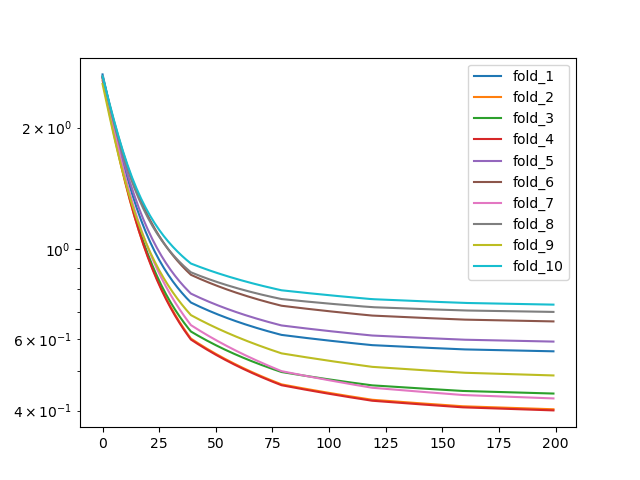 2 × 10⁰
10⁰
6 × 10⁻¹
4 × 10⁻¹
0 25 50 75 100 125 150 175 200
fold_1
fold_2
fold_3
fold_4
fold_5
fold_6
fold_7
fold_8
fold_9
fold_10